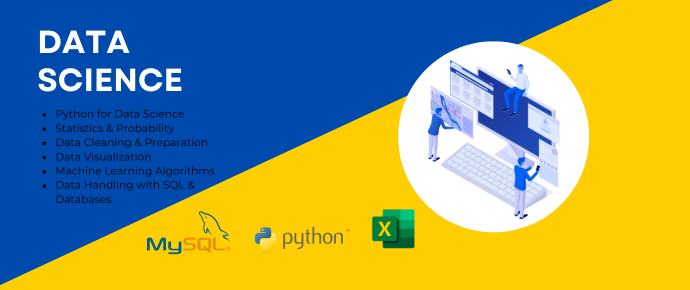 DATA
SCIENCE
• Python for Data Science
• Statistics & Probability
• Data Cleaning & Preparation
• Data Visualization
• Machine Learning Algorithms
• Data Handling with SQL &
Databases
MySQL®
python™
X